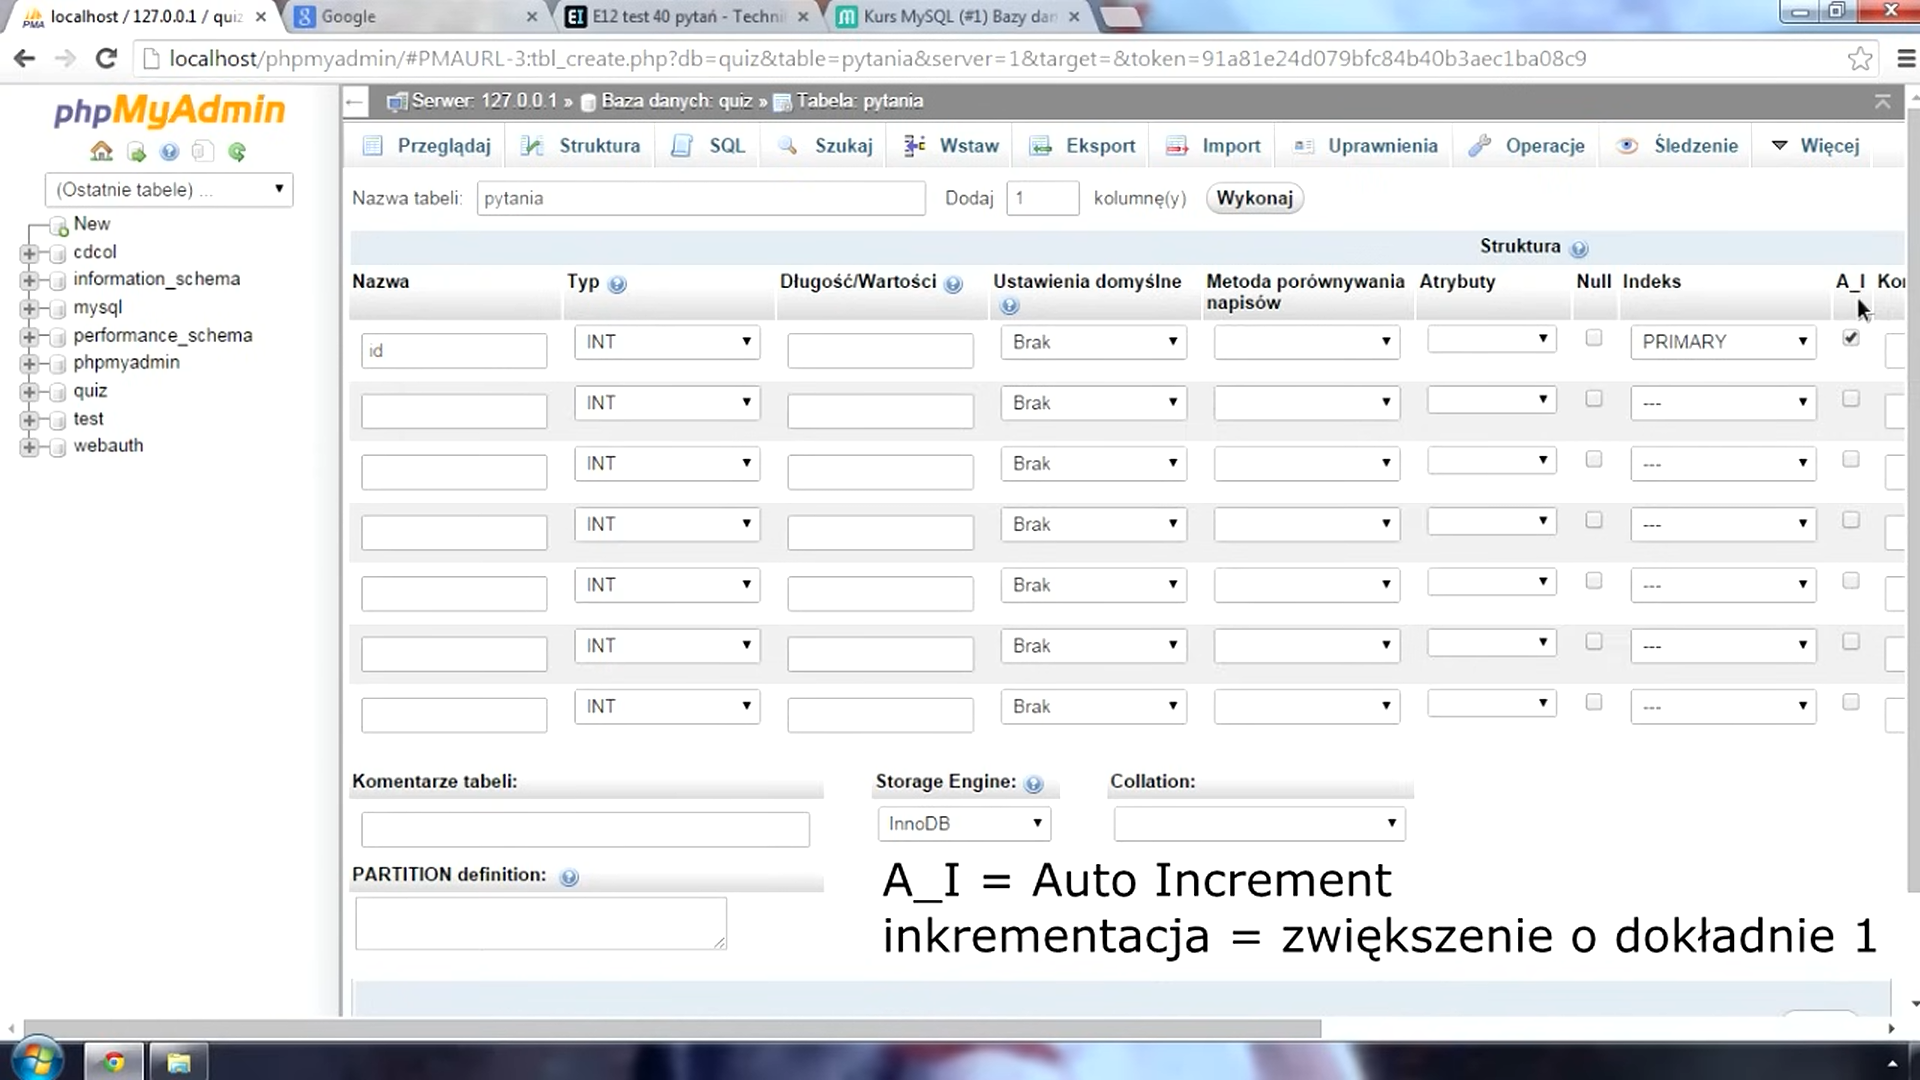 localhost / 127.0.0.1 / quiz
Google
E12 test 40 pytań - Techni
Kurs MySQL (#1) Bazy dan
localhost/phpmyadmin/#PMAURL-3:tbl_create.php?db=quiz&table=pytania&server=1&target=&token=91a81e24d079bfc84b40b3aec1ba08c9
phpMyAdmin
(Ostatnie tabele) ...
New
cdcol
information_schema
mysql
performance_schema
phpmyadmin
quiz
test
webauth
Serwer: 127.0.0.1 » Baza danych: quiz » Tabela: pytania
Przeglądaj Struktura SQL Szukaj Wstaw Eksport Import Uprawnienia Operacje Śledzenie Więcej
Nazwa tabeli: pytania Dodaj 1 kolumnę(y) Wykonaj
Struktura
Nazwa Typ Długość/Wartości Ustawienia domyślne Metoda porównywania napisów Atrybuty Null Indeks A_I Kor
id INT Brak PRIMARY
INT Brak ---
INT Brak ---
INT Brak ---
INT Brak ---
INT Brak ---
INT Brak ---
Komentarze tabeli: Storage Engine: Collation:
InnoDB
PARTITION definition:
A_I = Auto Increment
inkrementacja = zwiększenie o dokładnie 1